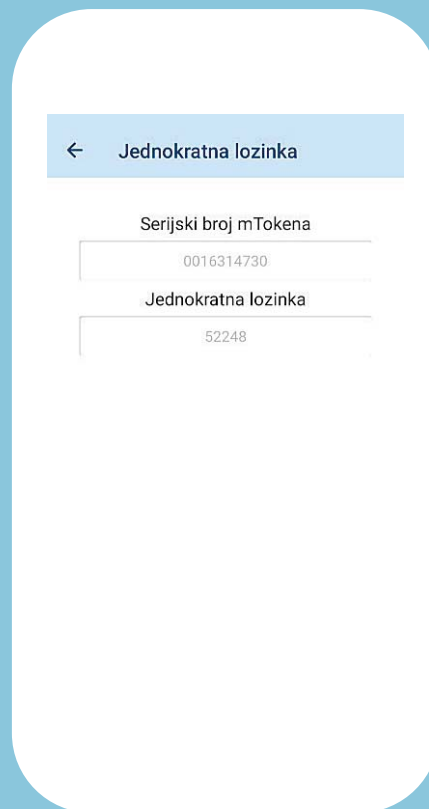 Jednokratna lozinka
Serijski broj mTokena
0016314730
Jednokratna lozinka
52248